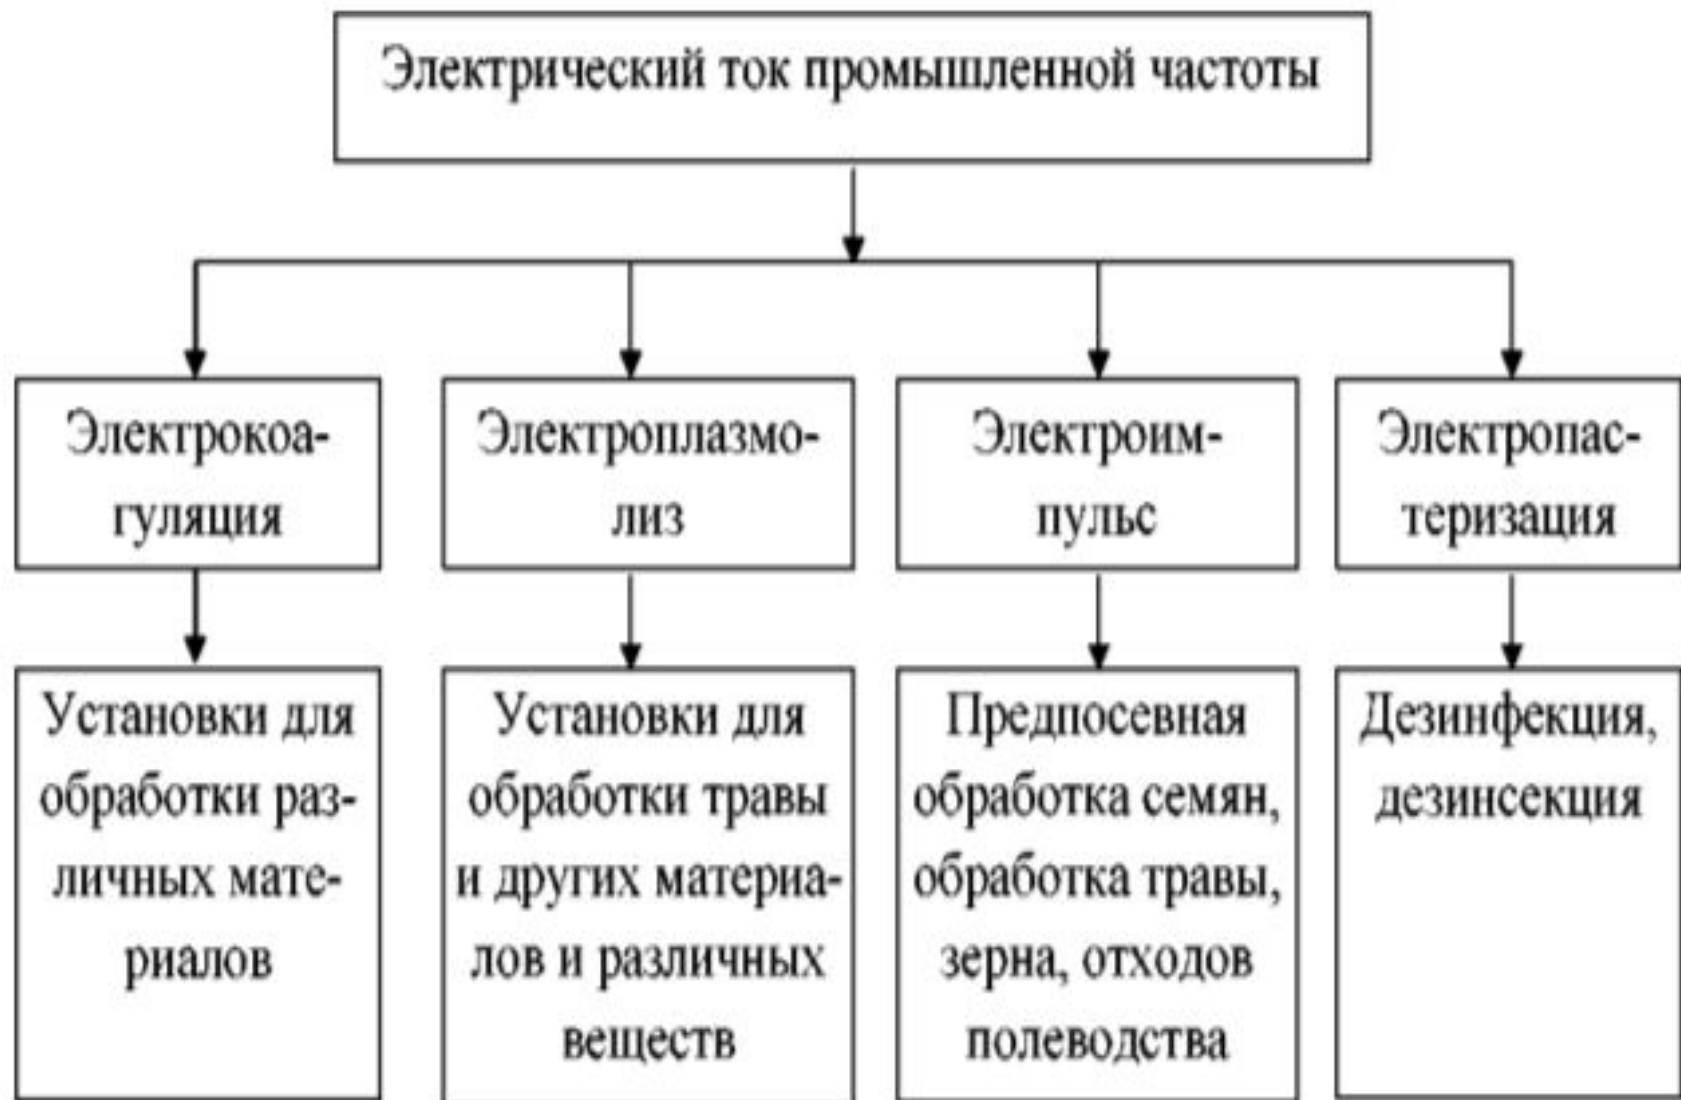 Электрический ток промышленной частоты
Электрокоа-
гуляция
Электроплазмо-
лиз
Электроим-
пульс
Электропас-
теризация
Установки для
обработки раз-
личных мате-
риалов
Установки для
обработки травы
и других материа-
лов и различных
веществ
Предпосевная
обработка семян,
обработка травы,
зерна, отходов
полеводства
Дезинфекция,
дезинсекция